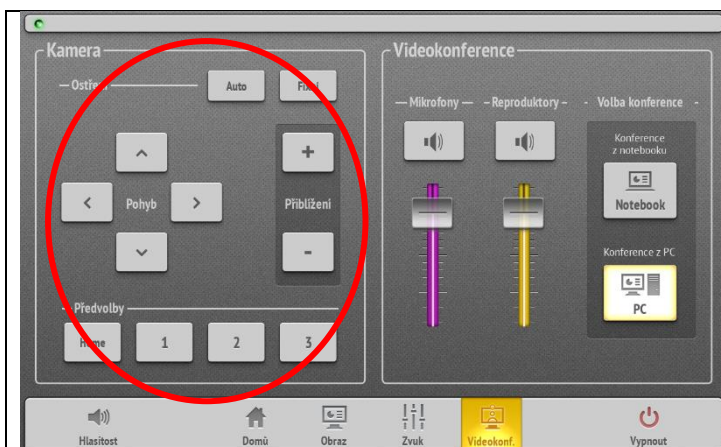 Kamera
Ostření
Auto
Fixní
Pohyb
+
Přiblížení
-
Předvolby
Home
1
2
3
Videokonference
Mikrofony
Reproduktory
Volba konference
Konference
z notebooku
Notebook
Konference z PC
PC
Hlasitost
Domů
Obraz
Zvuk
Videokonf.
Vypnout